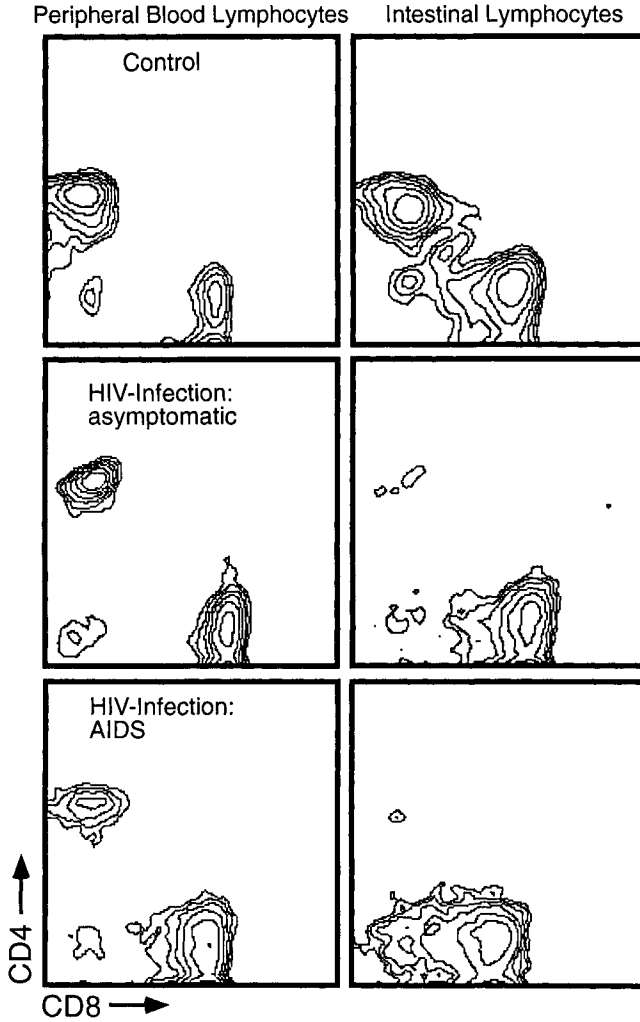 Peripheral Blood Lymphocytes
Intestinal Lymphocytes
Control
HIV-Infection:
asymptomatic
HIV-Infection:
AIDS
CD4
CD8